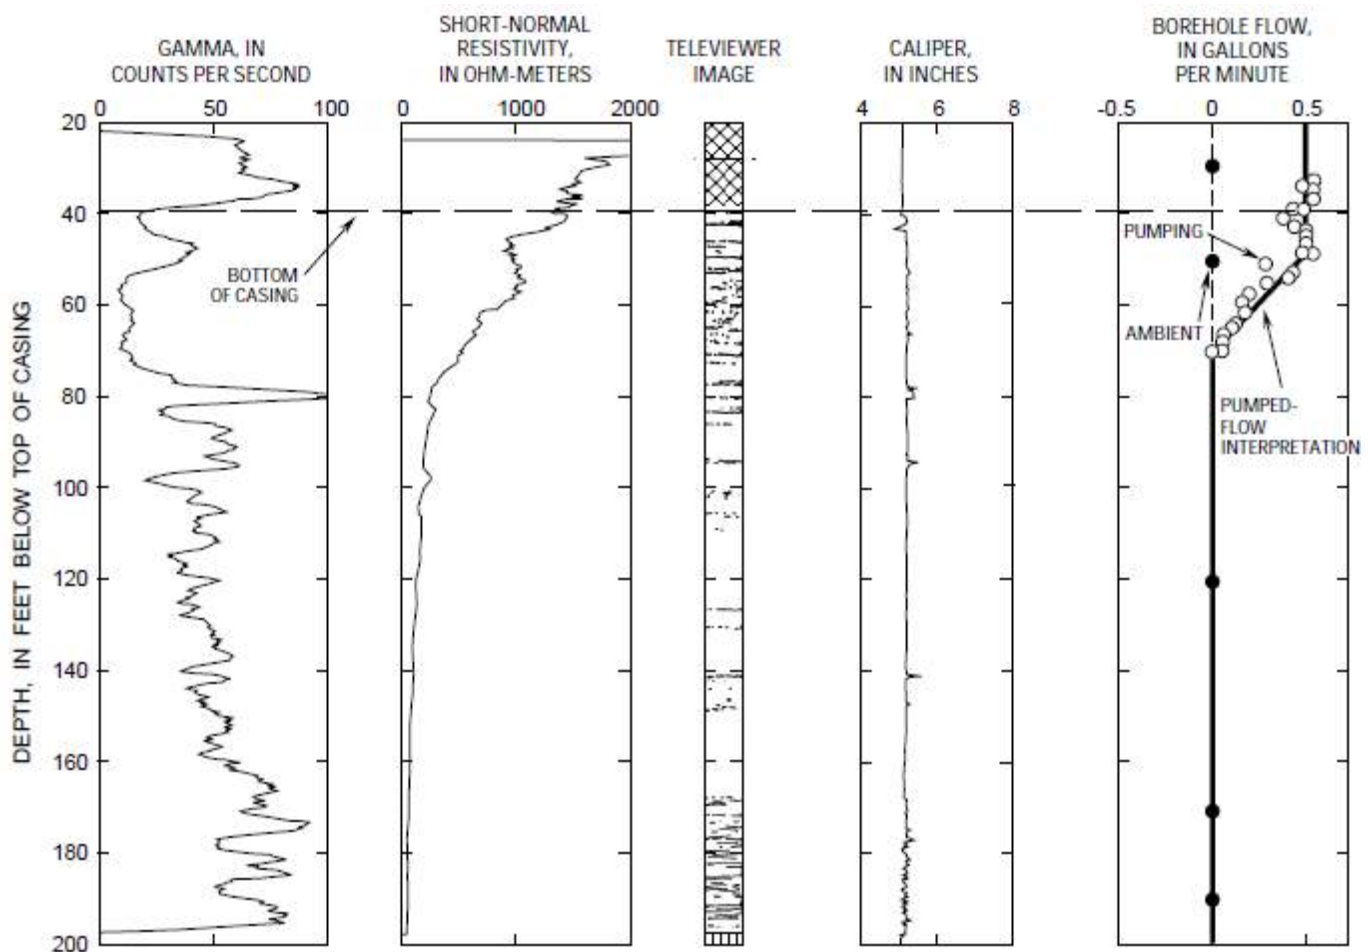 GAMMA, IN
COUNTS PER SECOND
0 50 100
SHORT-NORMAL
RESISTIVITY,
IN OHM-METERS
0 1000 2000
TELEVIEWER
IMAGE
CALIPER,
IN INCHES
4 6 8
BOREHOLE FLOW,
IN GALLONS
PER MINUTE
-0.5 0 0.5
DEPTH, IN FEET BELOW TOP OF CASING
20
40
60
80
100
120
140
160
180
200
BOTTOM
OF CASING
PUMPING
AMBIENT
PUMPED-
FLOW
INTERPRETATION